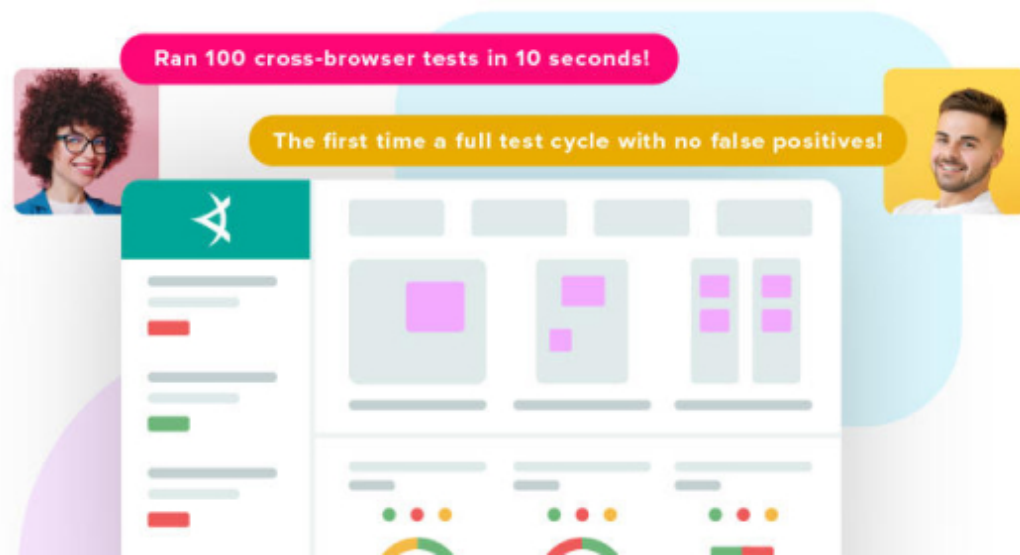 Ran 100 cross-browser tests in 10 seconds!
The first time a full test cycle with no false positives!